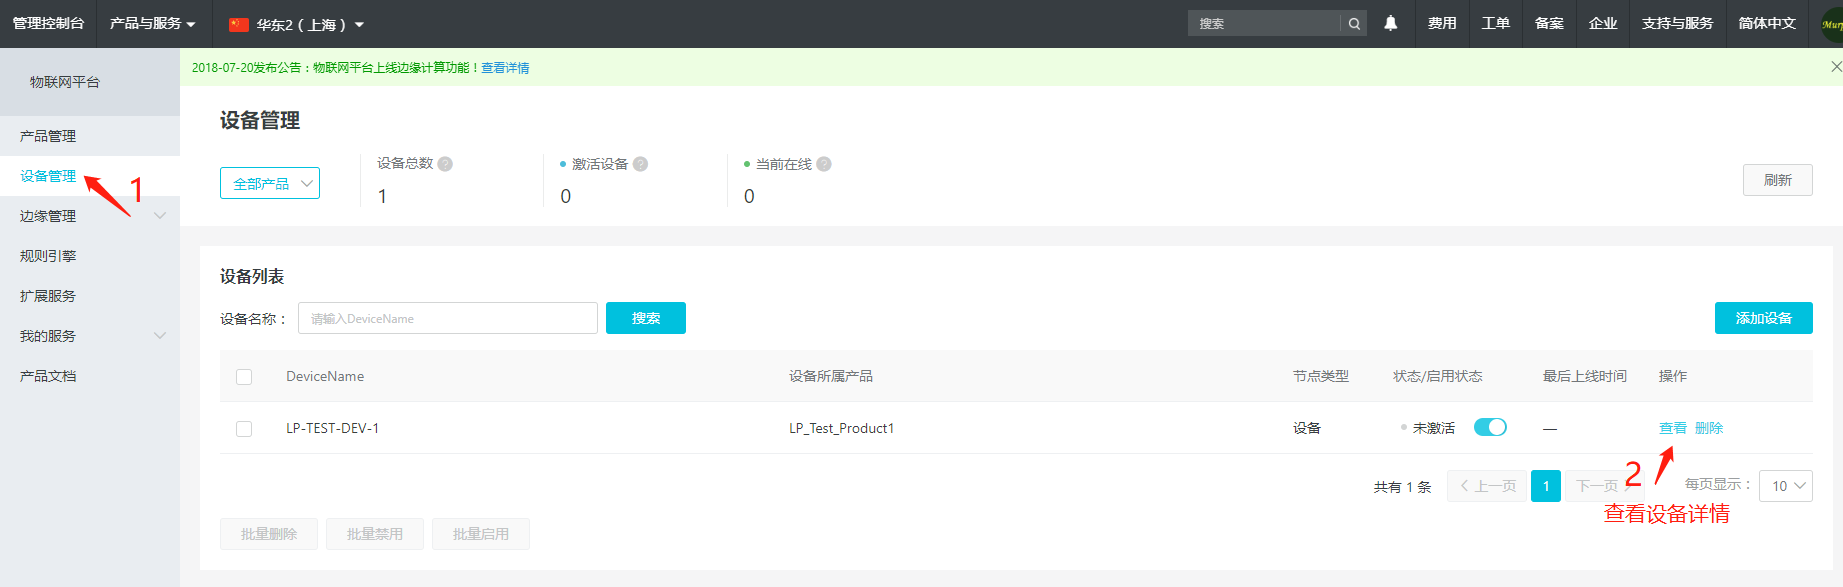 管理控制台 产品与服务 华东2（上海） 搜索 费用 工单 备案 企业 支持与服务 简体中文
物联网平台
2018-07-20发布公告：物联网平台上线边缘计算功能！查看详情
产品管理
设备管理
1
边缘管理
规则引擎
扩展服务
我的服务
产品文档
设备管理
全部产品
设备总数 ?
1
激活设备 ?
0
当前在线 ?
0
刷新
设备列表
设备名称： 请输入DeviceName 搜索 添加设备
DeviceName 设备所属产品 节点类型 状态/启用状态 最后上线时间 操作
LP-TEST-DEV-1 LP_Test_Product1 设备 未激活 — 查看 删除
2
共有 1 条 上一页 1 下一页 每页显示： 10
查看设备详情
批量删除 批量禁用 批量启用